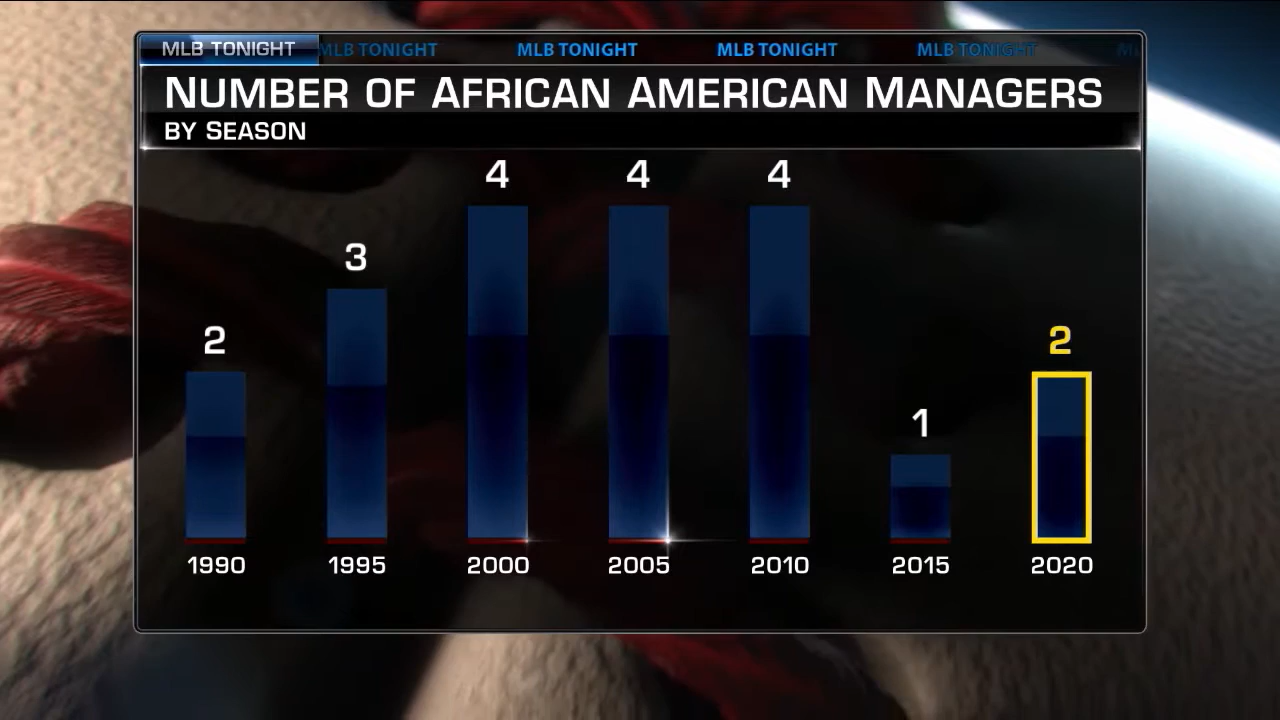 MLB TONIGHT MLB TONIGHT MLB TONIGHT MLB TONIGHT MLB TONIGHT
NUMBER OF AFRICAN AMERICAN MANAGERS
BY SEASON
2 3 4 4 4 1 2
1990 1995 2000 2005 2010 2015 2020